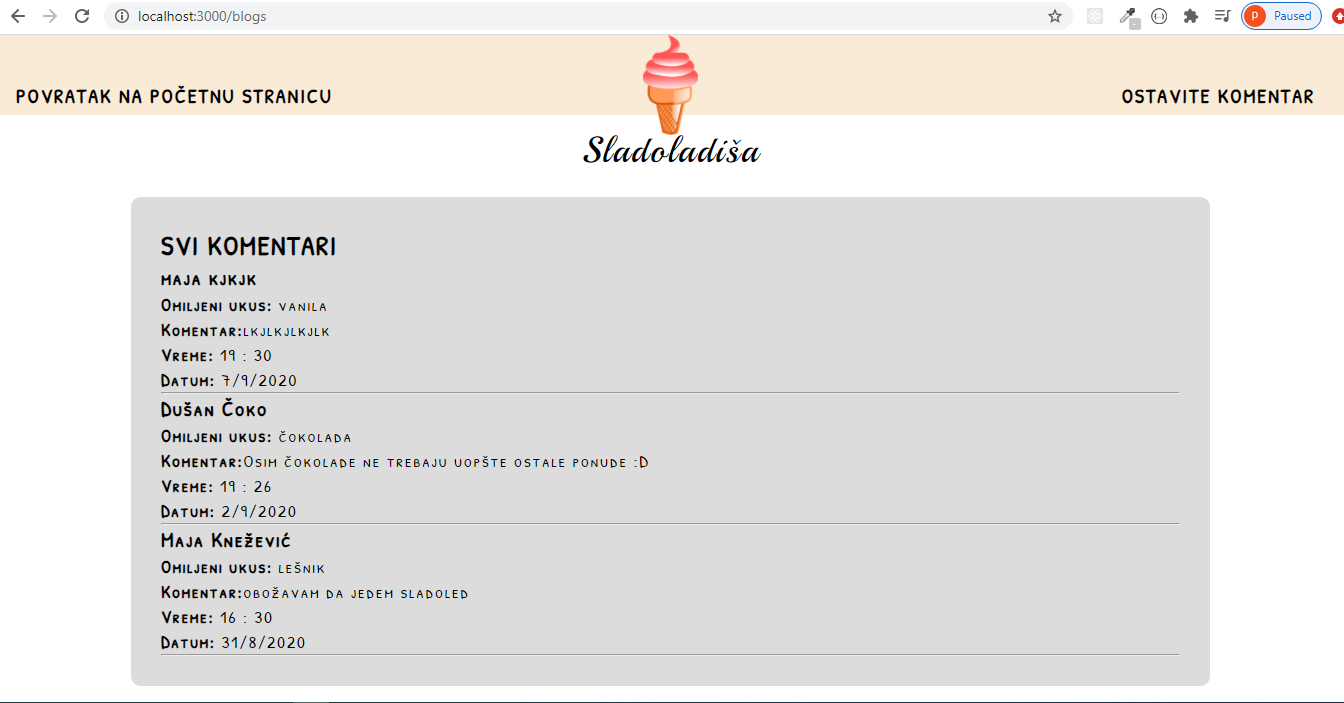 localhost:3000/blogs
P Paused
POVRATAK NA POČETNU STRANICU
OSTAVITE KOMENTAR
Sladoladiša
SVI KOMENTARI
maja kjkjk
Omiljeni ukus: vanila
Komentar:lkjlkjlkjlk
Vreme: 19 : 30
Datum: 7/9/2020
Dušan Čoko
Omiljeni ukus: čokolada
Komentar:Osim čokolade ne trebaju uopšte ostale ponude :D
Vreme: 19 : 26
Datum: 2/9/2020
Maja Knežević
Omiljeni ukus: lešnik
Komentar:obožavam da jedem sladoled
Vreme: 16 : 30
Datum: 31/8/2020